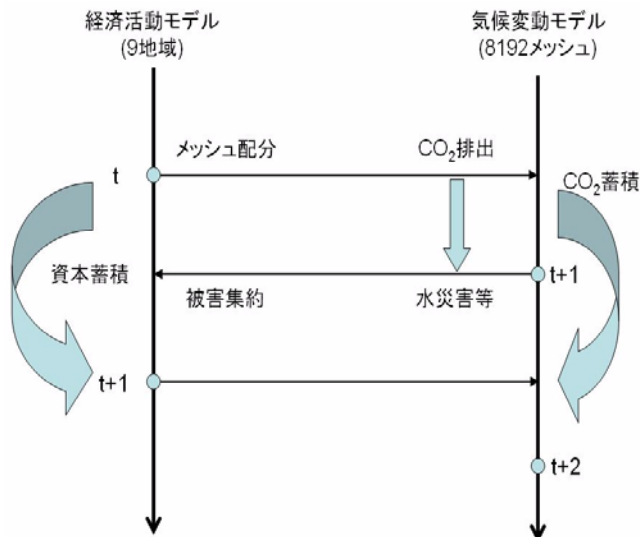 経済活動モデル
(9地域)
気候変動モデル
(8192メッシュ)
メッシュ配分
CO₂排出
t
CO₂蓄積
資本蓄積
t+1
被害集約
水災害等
t+1
t+2